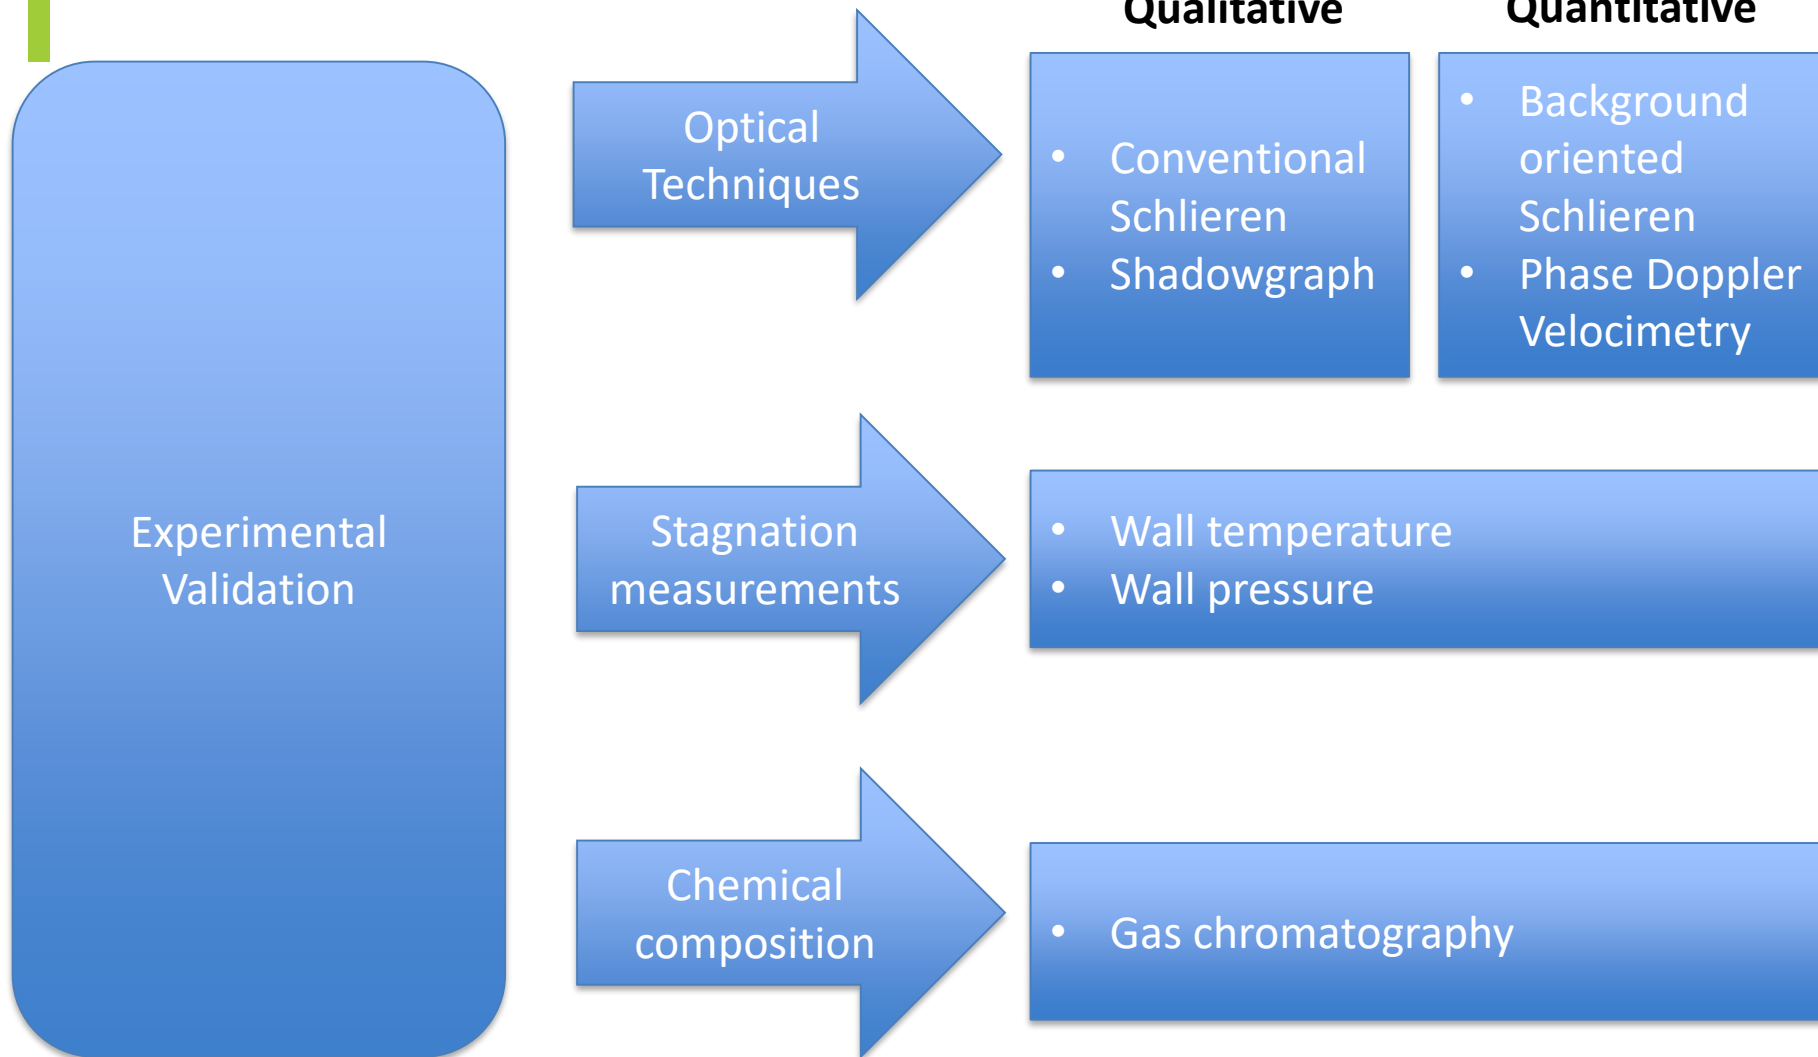 Qualitative
Quantitative
Experimental
Validation
Optical
Techniques
• Conventional
Schlieren
• Shadowgraph
• Background
oriented
Schlieren
• Phase Doppler
Velocimetry
Stagnation
measurements
• Wall temperature
• Wall pressure
Chemical
composition
• Gas chromatography